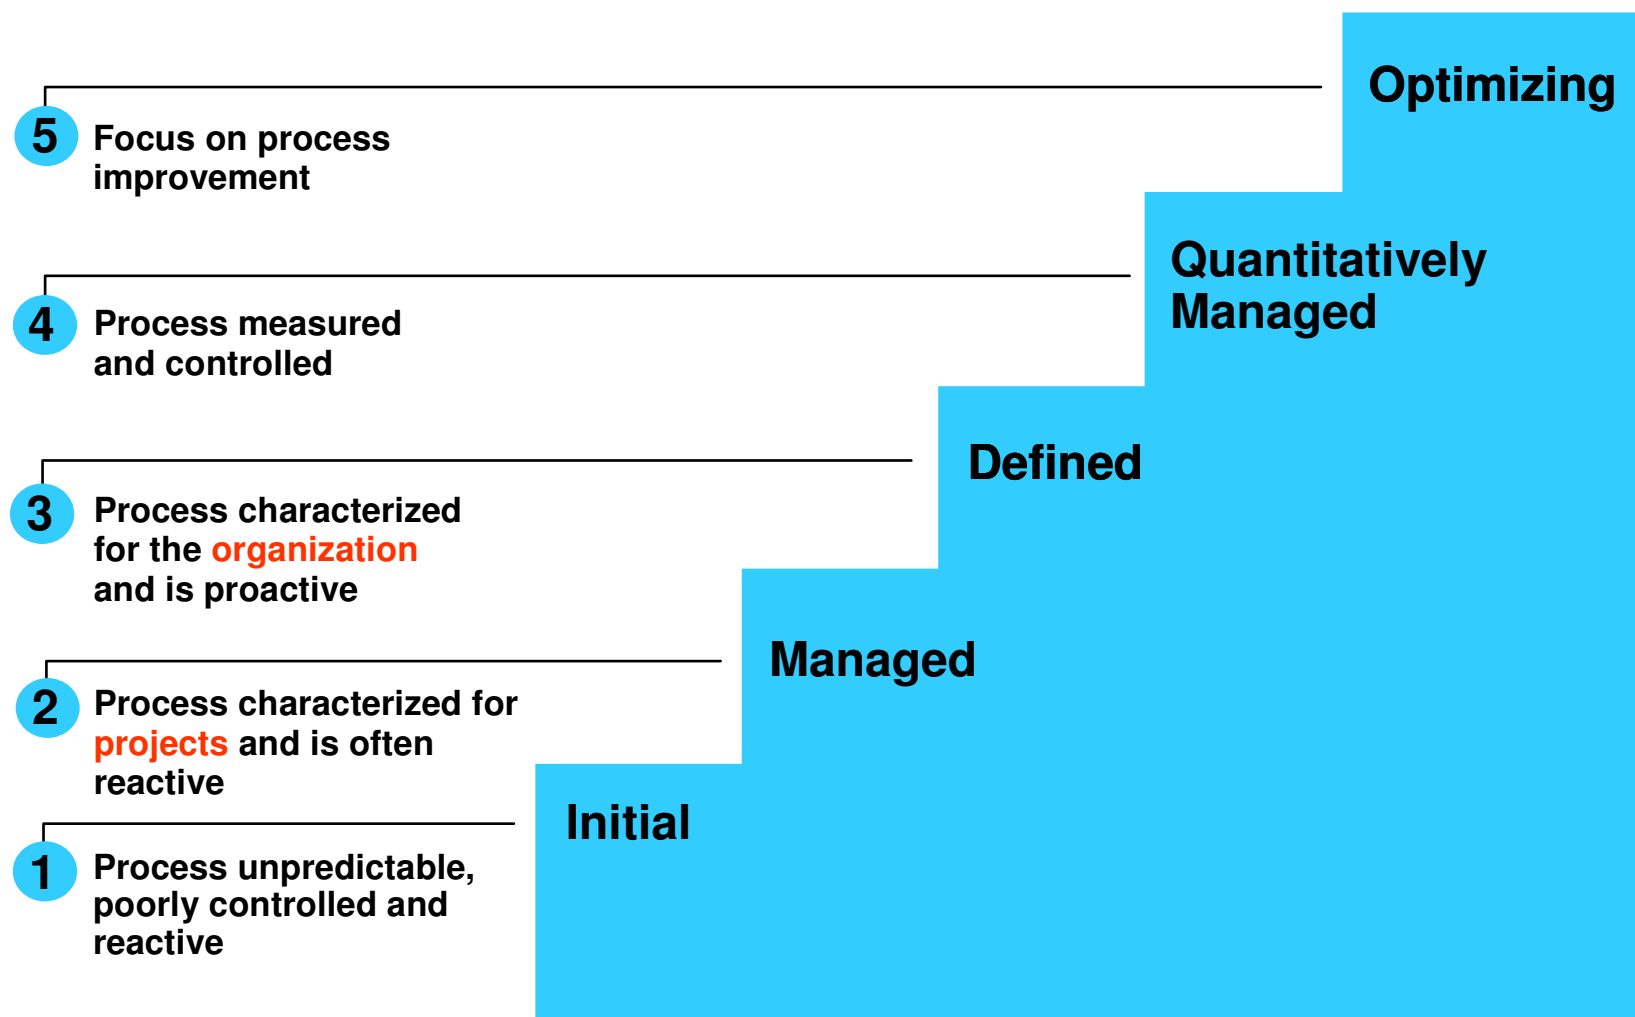 Optimizing
5
Focus on process
improvement
Quantitatively
Managed
4
Process measured
and controlled
Defined
3
Process characterized
for the organization
and is proactive
Managed
2
Process characterized for
projects and is often
reactive
Initial
1
Process unpredictable,
poorly controlled and
reactive